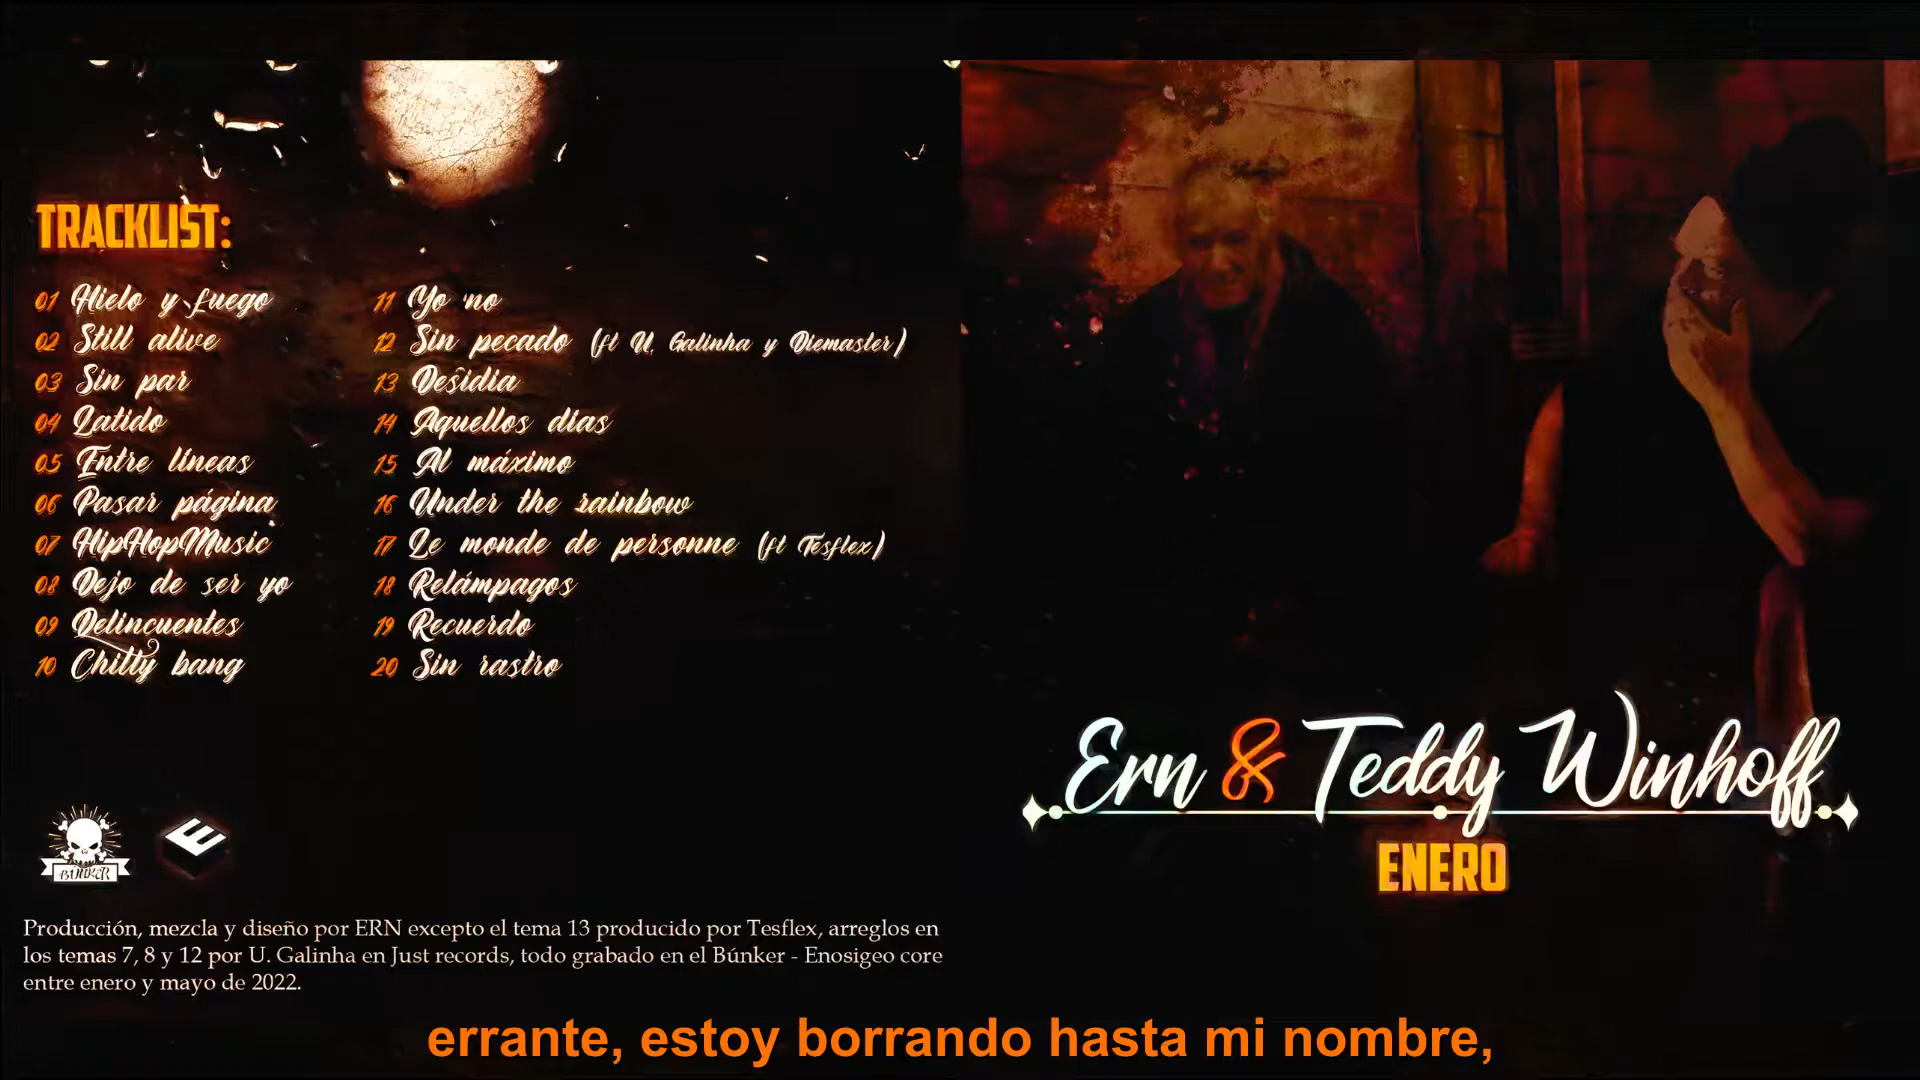 TRACKLIST:
01 Hielo y fuego
02 Still alive
03 Sin par
04 Latido
05 Entre líneas
06 Pasar página
07 HipHopMusic
08 Dejo de ser yo
09 Delincuentes
10 Chitty bang
11 Yo no
12 Sin pecado (ft U. Galinha y Diemaster)
13 Desidia
14 Aquellos días
15 Al máximo
16 Under the rainbow
17 Le monde de personne (ft Tesflex)
18 Relámpagos
19 Recuerdo
20 Sin rastro
BÚNKER
E
Producción, mezcla y diseño por ERN excepto el tema 13 producido por Tesflex, arreglos en
los temas 7, 8 y 12 por U. Galinha en Just records, todo grabado en el Búnker - Enosigeo core
entre enero y mayo de 2022.
Ern & Teddy Winhoff
ENERO
errante, estoy borrando hasta mi nombre,